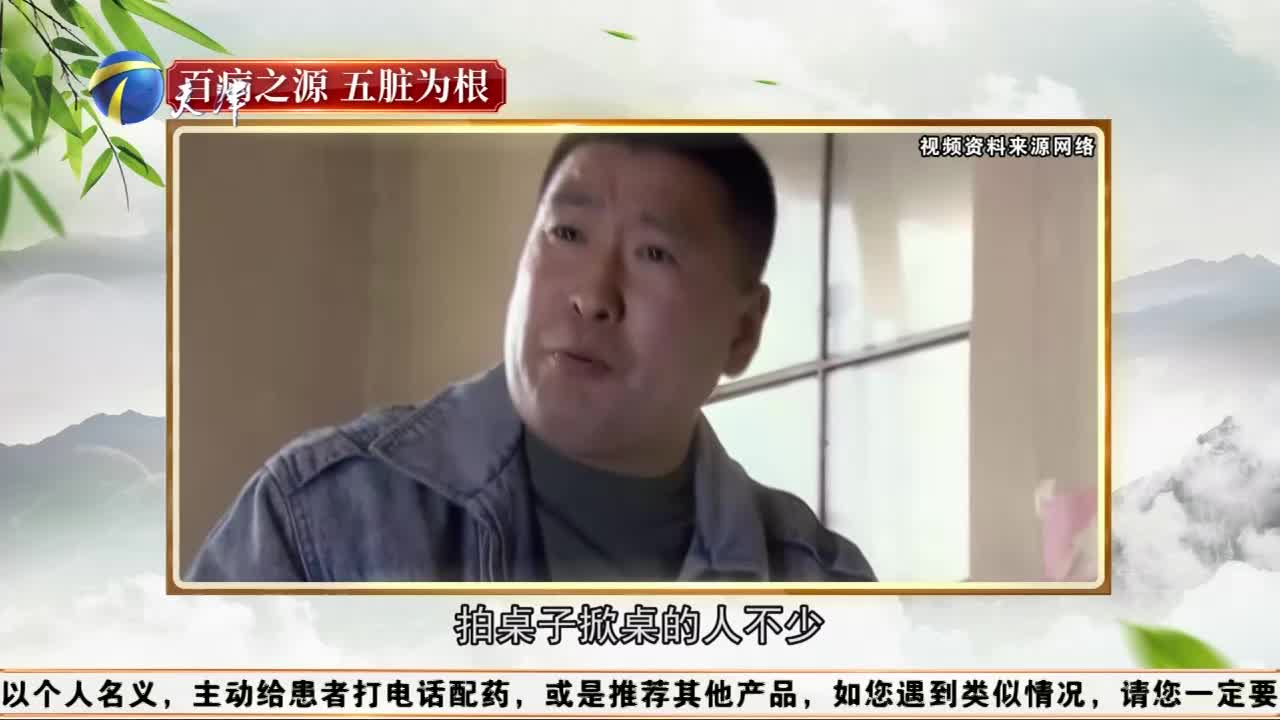 天津
百病之源 五脏为根
视频资料来源网络
拍桌子掀桌的人不少
以个人名义，主动给患者打电话配药，或是推荐其他产品，如您遇到类似情况，请您一定要